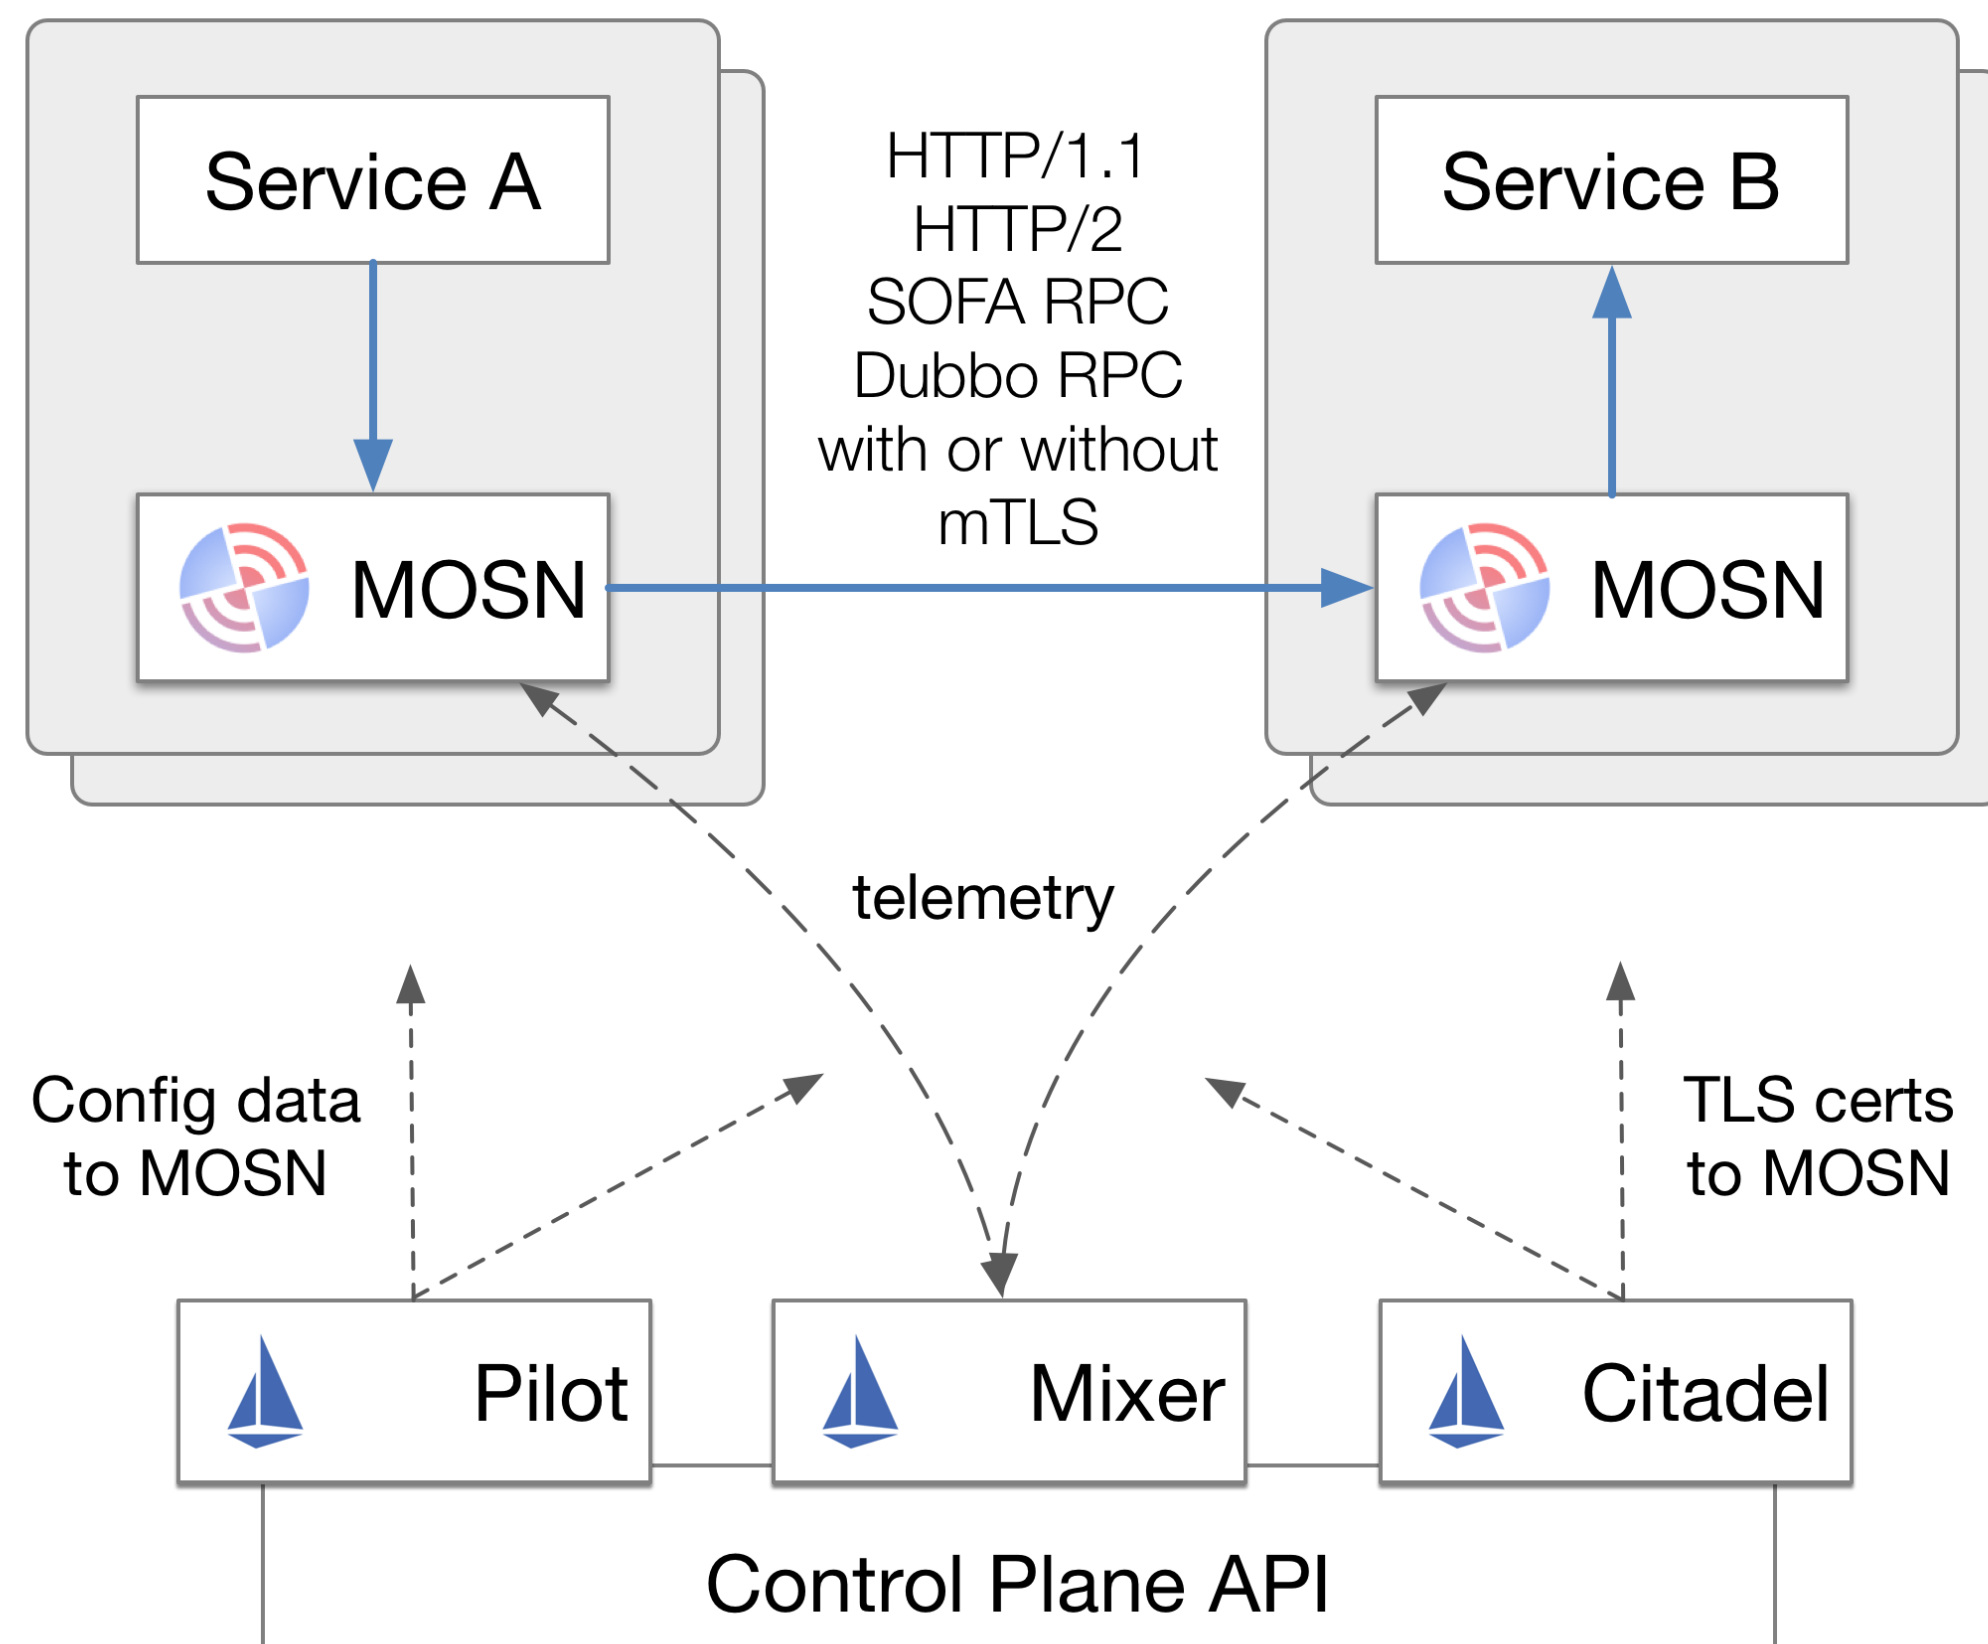 Service A
HTTP/1.1
HTTP/2
SOFA RPC
Dubbo RPC
with or without
mTLS
Service B
MOSN
MOSN
telemetry
Config data
to MOSN
TLS certs
to MOSN
Pilot
Mixer
Citadel
Control Plane API